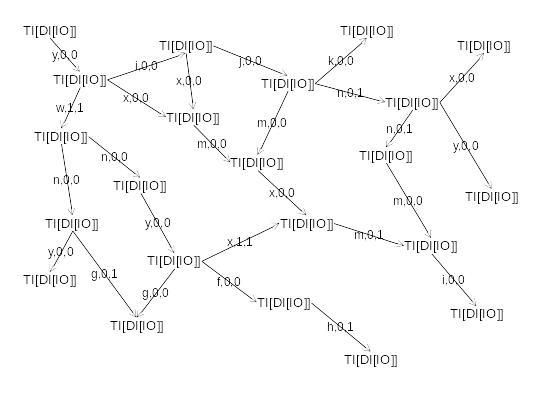 TI[DI[IO]]
TI[DI[IO]]
TI[DI[IO]]
TI[DI[IO]]
y,0,0
i,0,0
j,0,0
k,0,0
TI[DI[IO]]
x,0,0
TI[DI[IO]]
x,0,0
x,0,0
n,0,1
TI[DI[IO]]
w,1,1
TI[DI[IO]]
m,0,0
n,0,1
TI[DI[IO]]
m,0,0
y,0,0
n,0,0
TI[DI[IO]]
TI[DI[IO]]
n,0,0
TI[DI[IO]]
x,0,0
TI[DI[IO]]
m,0,0
TI[DI[IO]]
y,0,0
TI[DI[IO]]
x,1,1
m,0,1
TI[DI[IO]]
y,0,0
TI[DI[IO]]
g,0,1
TI[DI[IO]]
f,0,0
i,0,0
g,0,0
TI[DI[IO]]
TI[DI[IO]]
TI[DI[IO]]
h,0,1
TI[DI[IO]]